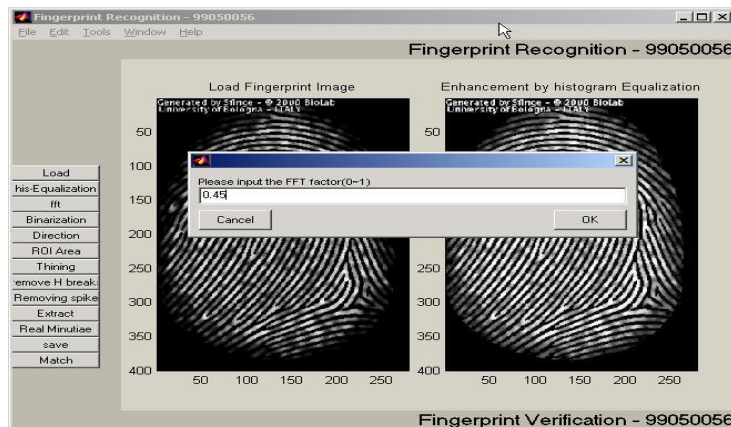 Fingerprint Recognition - 99050056
File Edit Tools Window Help
Fingerprint Recognition - 99050056
Load Fingerprint Image
Enhancement by histogram Equalization
Generated by Sfince - © 2000 BioLab
University of Bologna - ITALY
Generated by Sfince - © 2000 BioLab
University of Bologna - ITALY
50
100
150
200
250
300
350
400
50 100 150 200 250
50
250
300
350
400
50 100 150 200 250
Please input the FFT factor(0~1)
0.45
Cancel
OK
Load
his-Equalization
fft
Binarization
Direction
ROI Area
Thining
emove H break
Removing spike
Extract
Real Minutiae
save
Match
Fingerprint Verification - 99050056